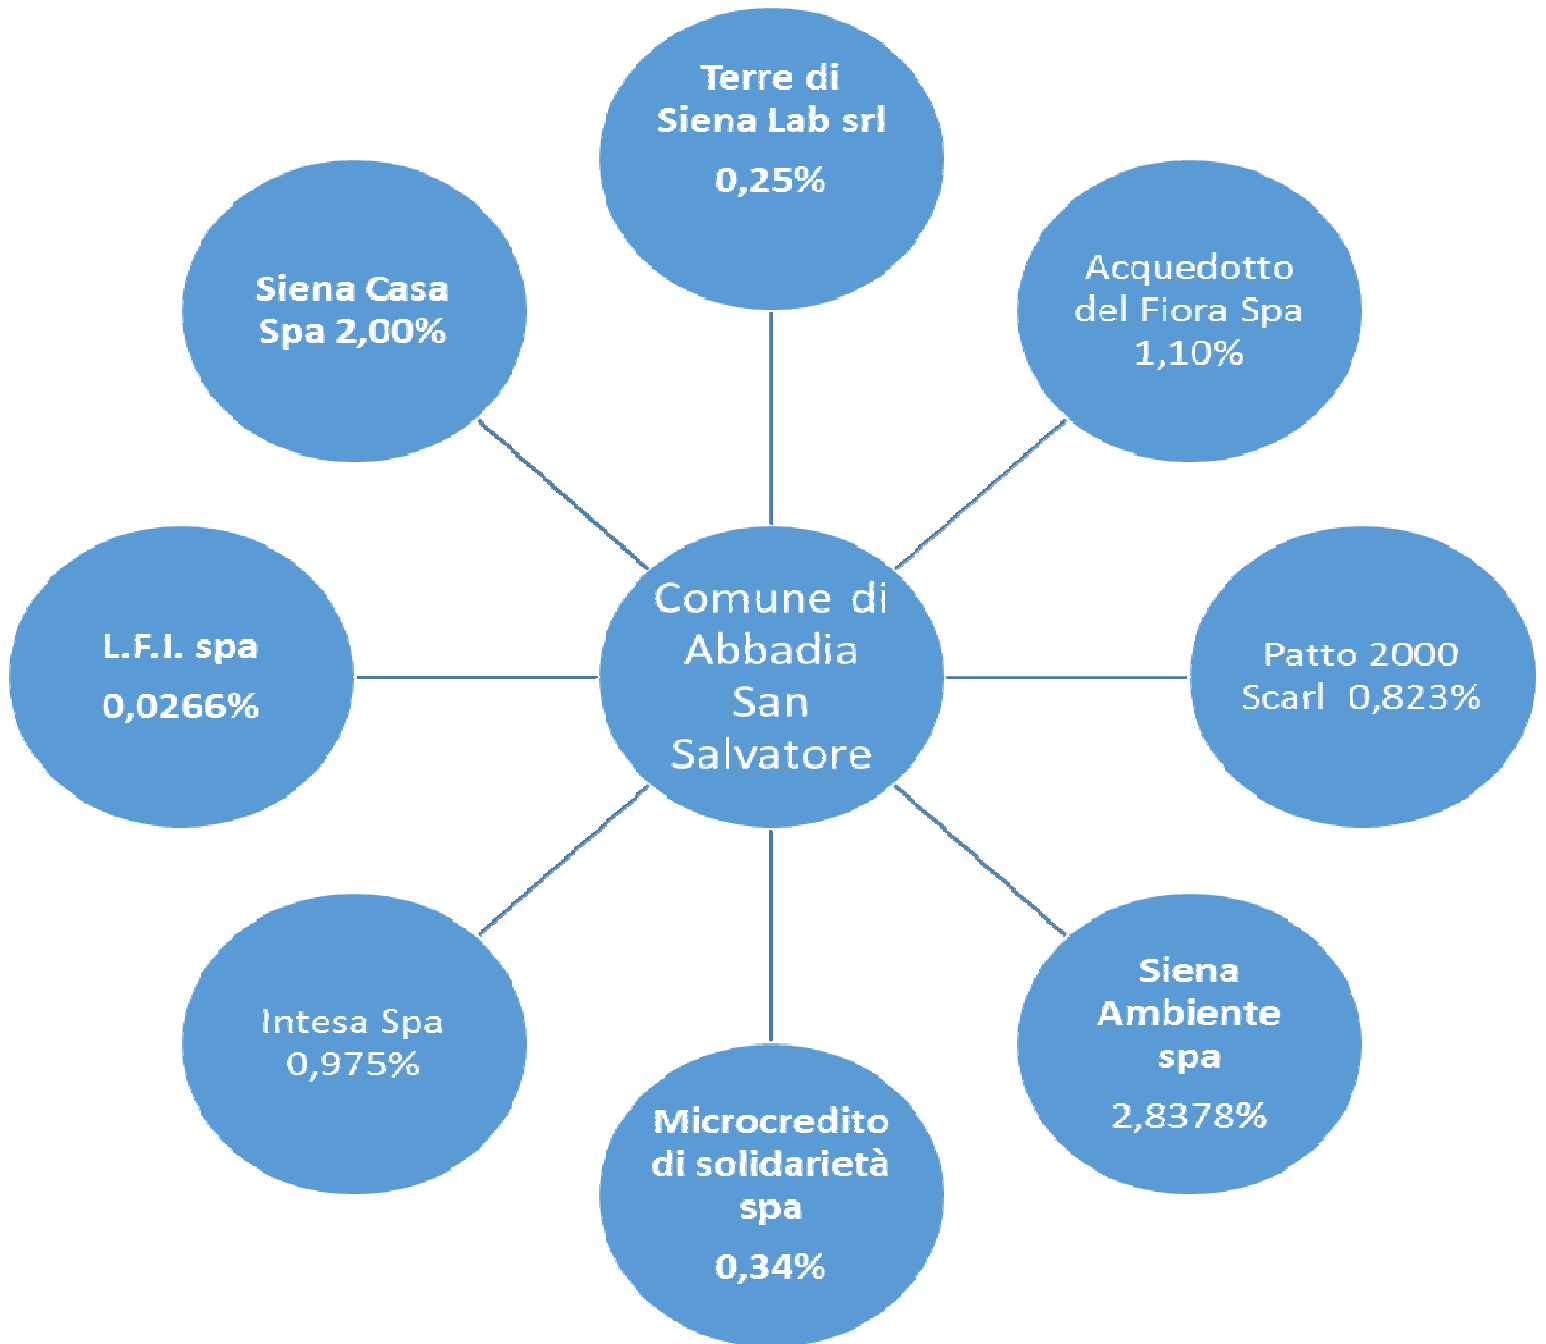 Terre di
Siena Lab srl
0,25%
Siena Casa
Spa 2,00%
Acquedotto
del Fiora Spa
1,10%
L.F.I. spa
0,0266%
Comune di
Abbadia
San
Salvatore
Patto 2000
Scarl 0,823%
Intesa Spa
0,975%
Siena
Ambiente
spa
2,8378%
Microcredito
di solidarietà
spa
0,34%